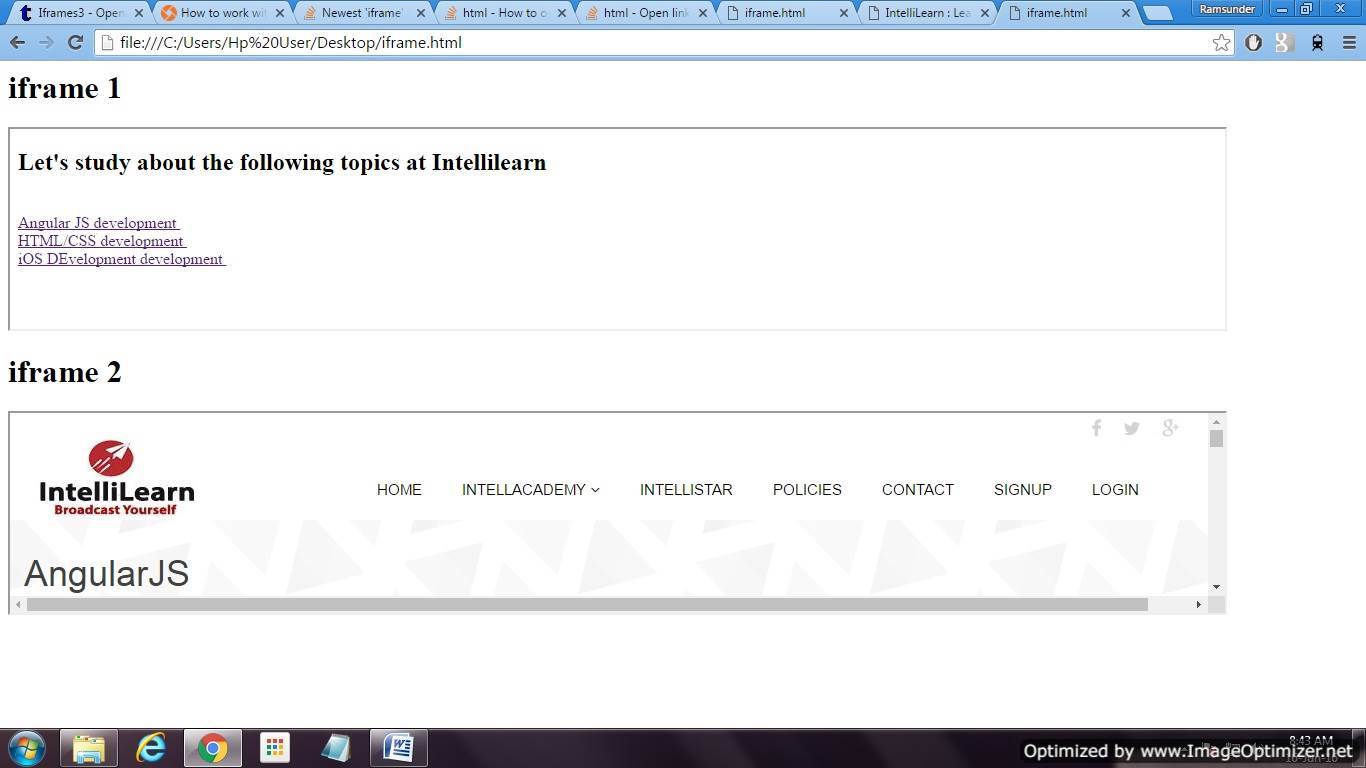 Iframes3 - Open
How to work wi
Newest 'iframe'
html - How to o
html - Open link
iframe.html
IntelliLearn : Lea
iframe.html
Ramsunder
file:///C:/Users/Hp%20User/Desktop/iframe.html
iframe 1
Let's study about the following topics at Intellilearn
Angular JS development
HTML/CSS development
iOS DEvelopment development
iframe 2
IntelliLearn
Broadcast Yourself
HOME INTELLACADEMY INTELLISTAR POLICIES CONTACT SIGNUP LOGIN
AngularJS
8:43 AM
Optimized by www.ImageOptimizer.net